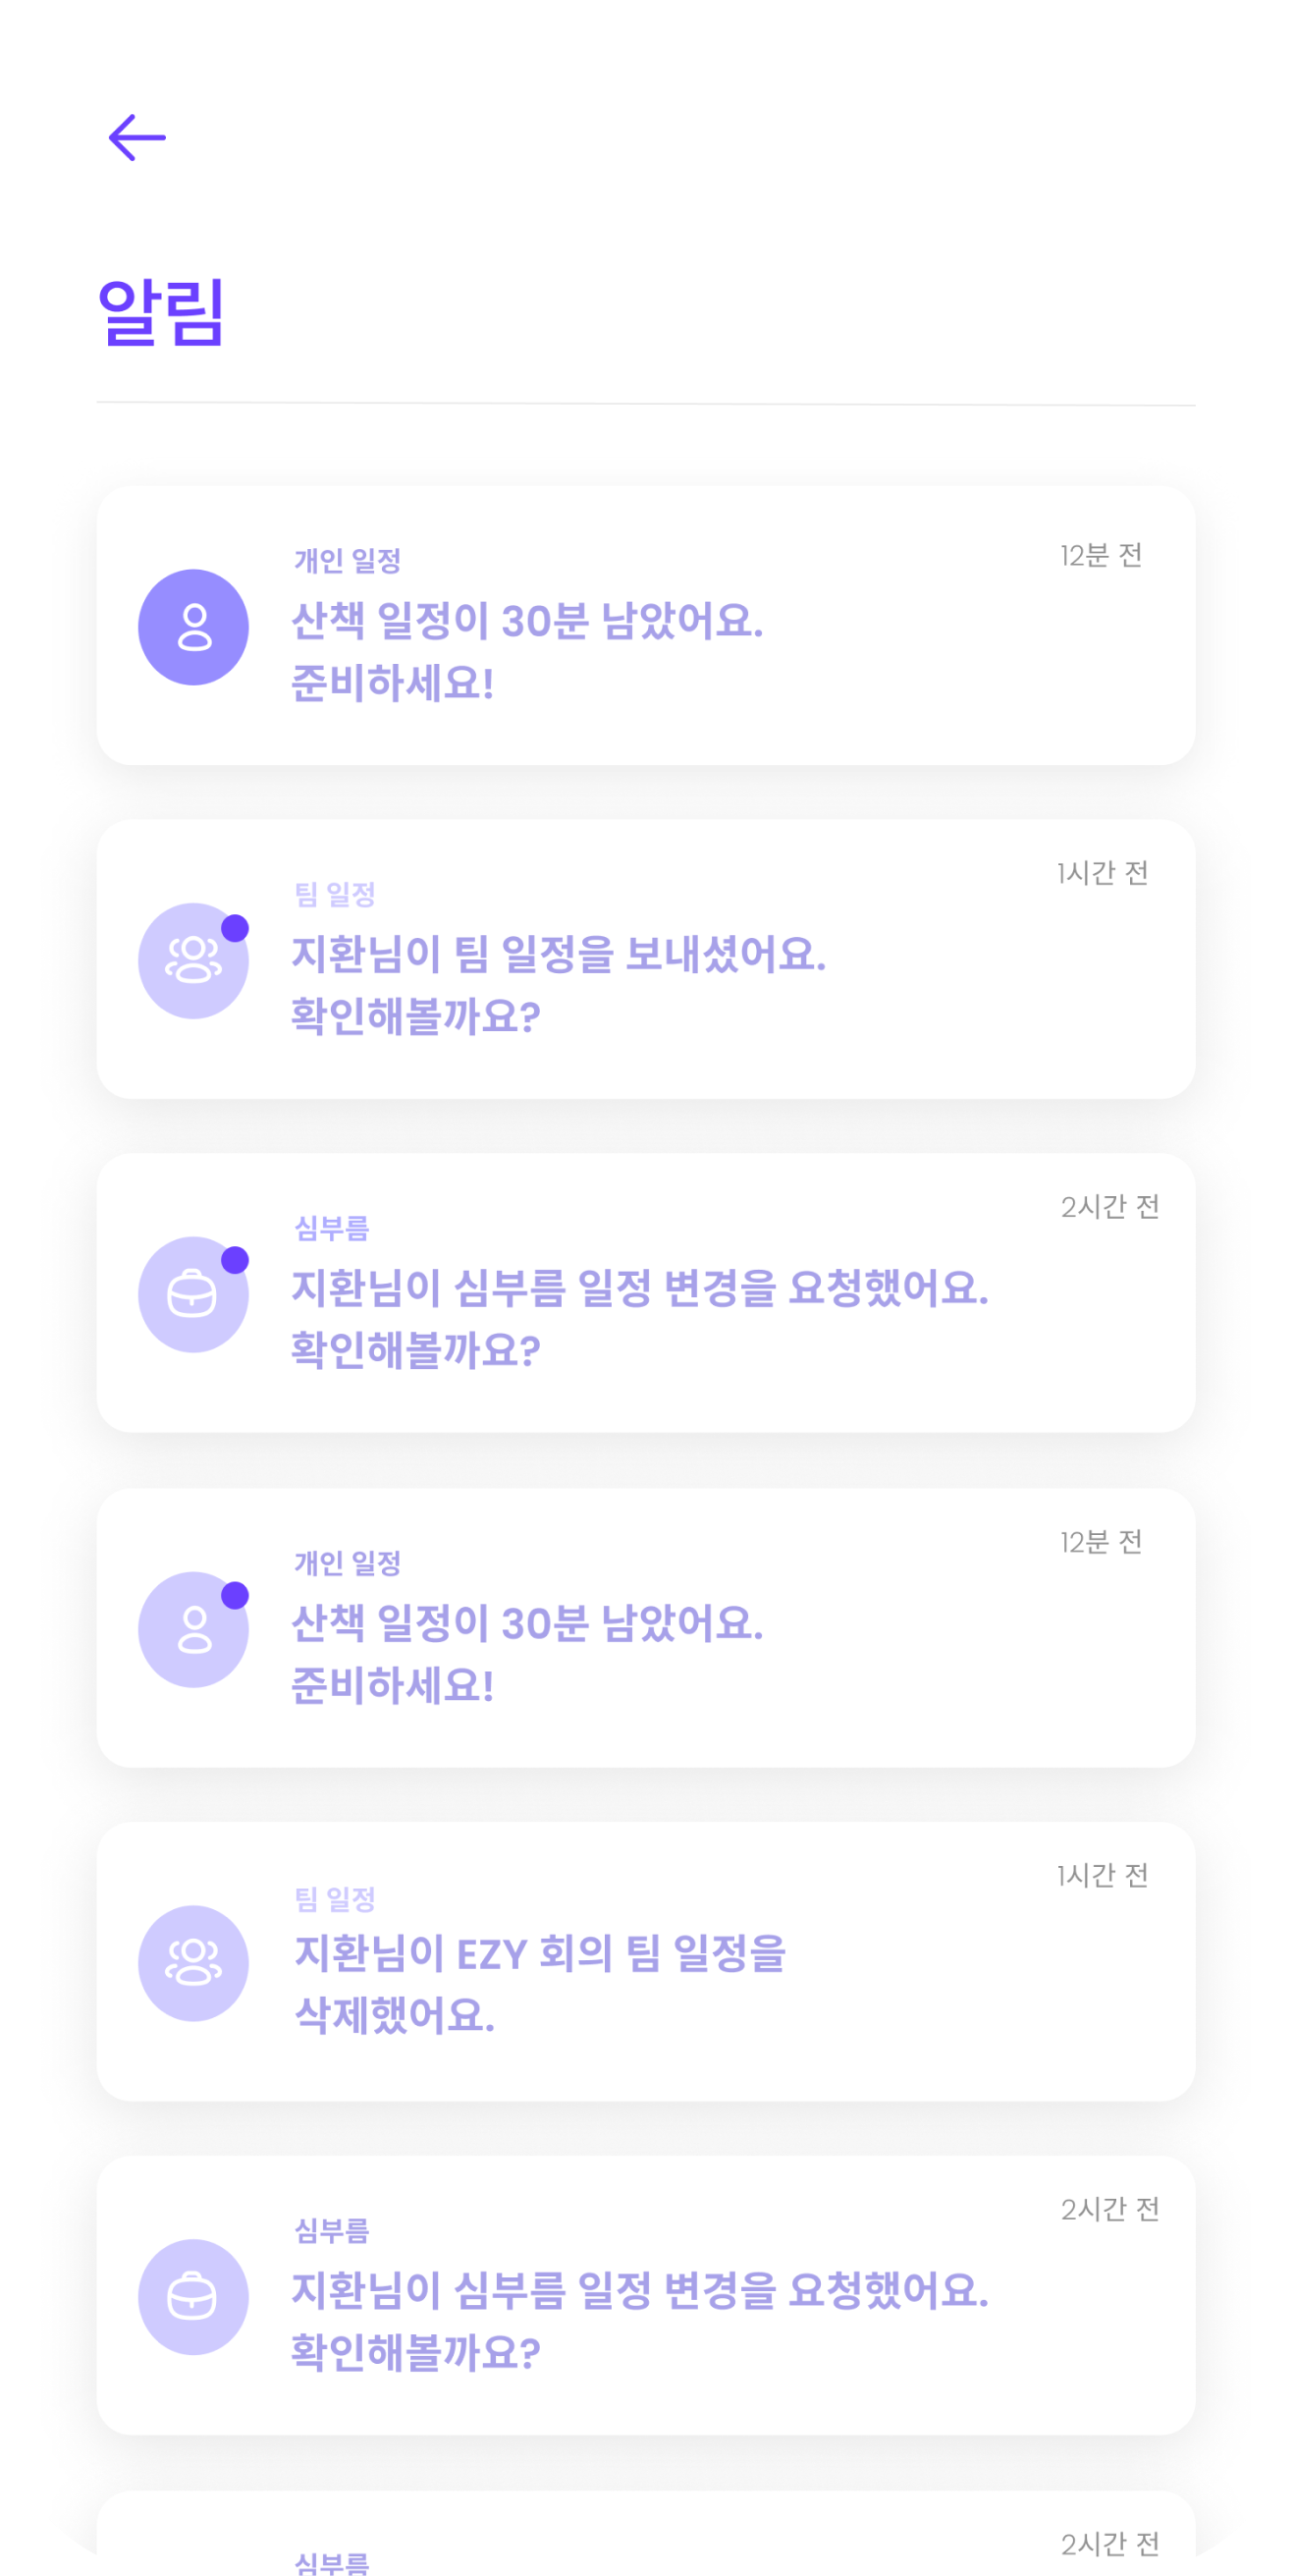 알림
개인 일정
12분 전
산책 일정이 30분 남았어요.
준비하세요!
1시간 전
팀 일정
지환님이 팀 일정을 보내셨어요.
확인해볼까요?
2시간 전
심부름
지환님이 심부름 일정 변경을 요청했어요.
확인해볼까요?
12분 전
개인 일정
산책 일정이 30분 남았어요.
준비하세요!
1시간 전
팀 일정
지환님이 EZY 회의 팀 일정을
삭제했어요.
2시간 전
심부름
지환님이 심부름 일정 변경을 요청했어요.
확인해볼까요?
2시간 전
심부름